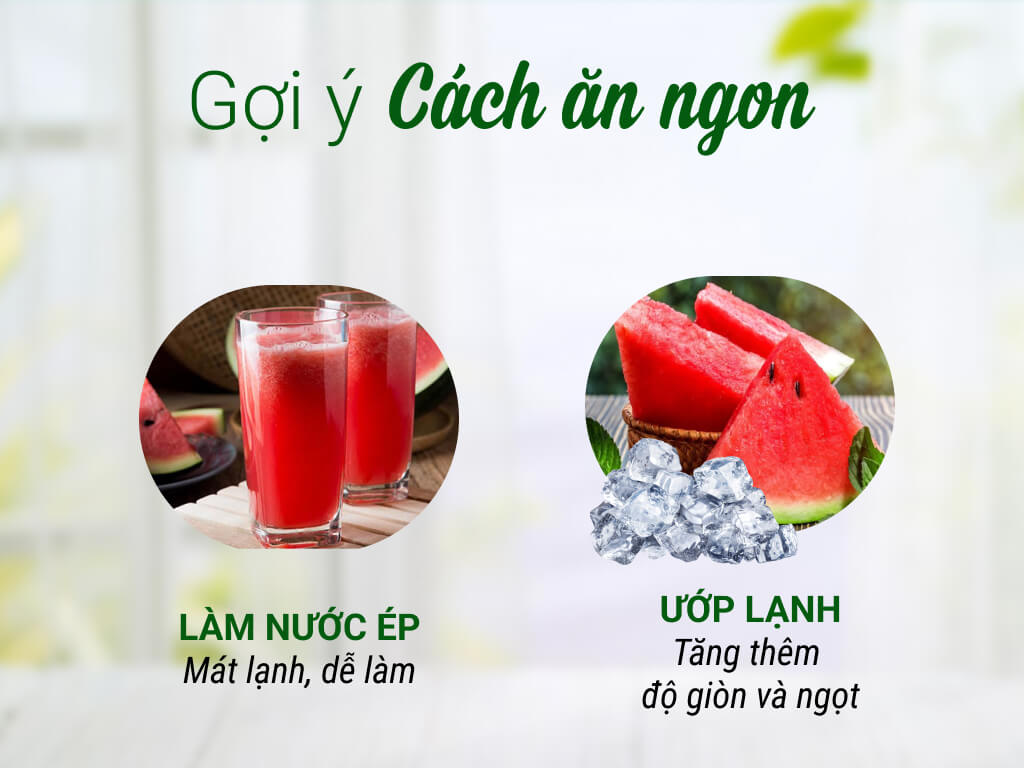 Gợi ý Cách ăn ngon
LÀM NƯỚC ÉP
Mát lạnh, dễ làm
ƯỚP LẠNH
Tăng thêm
độ giòn và ngọt